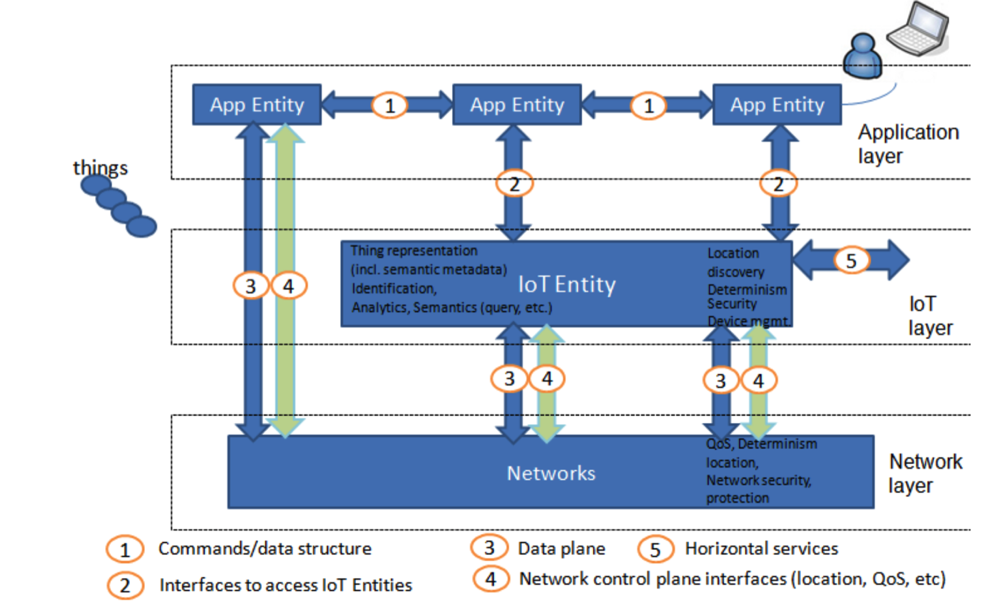 App Entity
1
App Entity
1
App Entity
Application
layer
things
2
2
Thing representation
(incl. semantic metadata)
Identification,
Analytics, Semantics (query, etc.)
IoT Entity
Location
discovery
Determinism
Security
Device mgmt
5
IoT
layer
3
4
3
4
3
4
Networks
QoS, Determinism
location,
Network security,
protection
Network
layer
1 Commands/data structure
3 Data plane
5 Horizontal services
2 Interfaces to access IoT Entities
4 Network control plane interfaces (location, QoS, etc)